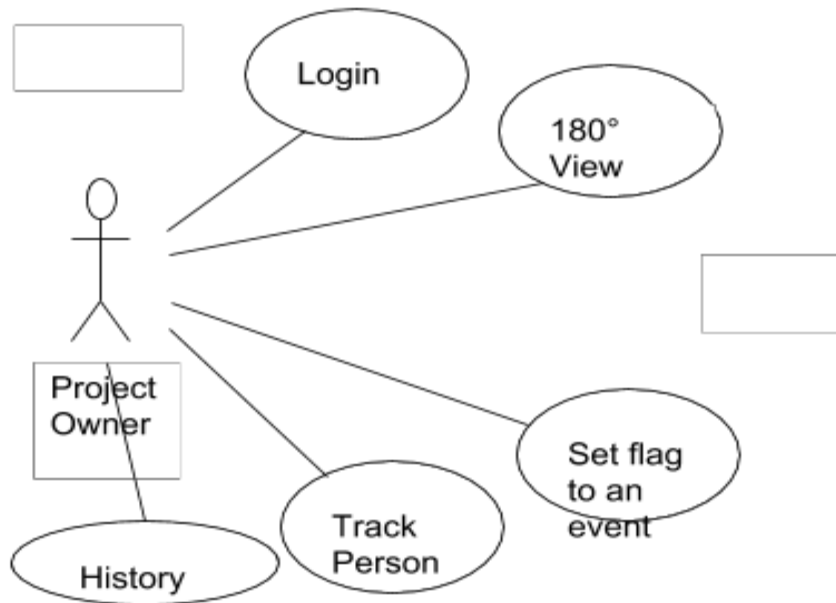 Login
180°
View
Project
Owner
Set flag
to an
event
Track
Person
History